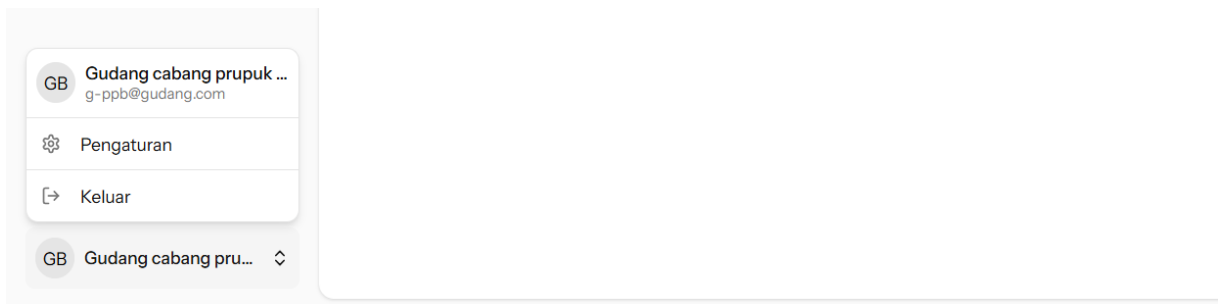 GB
Gudang cabang prupuk ...
g-ppb@gudang.com
Pengaturan
Keluar
GB
Gudang cabang pru...